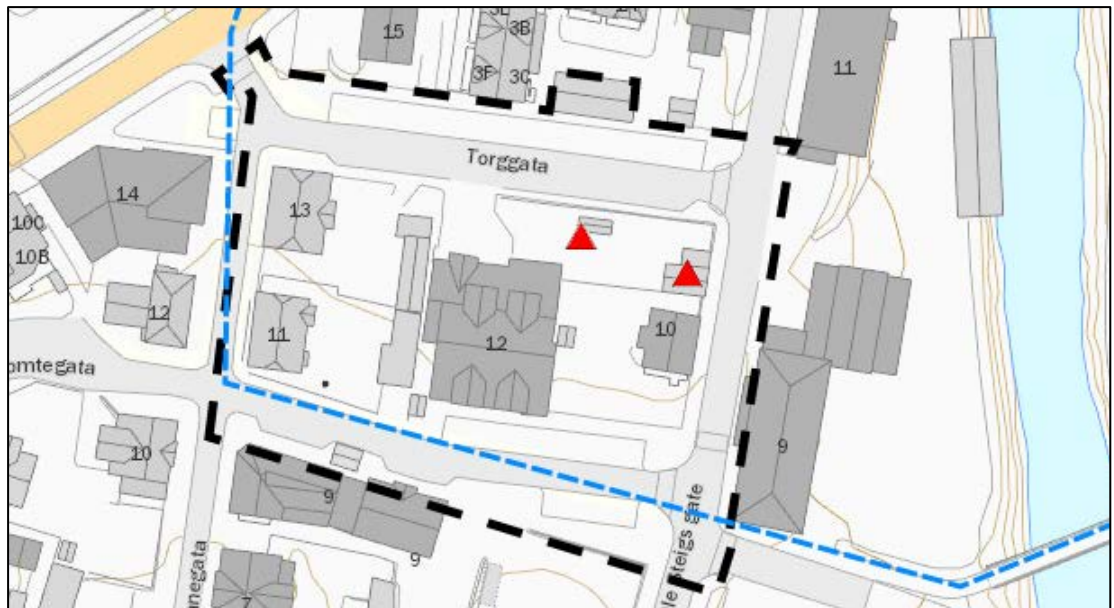 15
3B
3F
3C
11
Torggata
14
13
10C
10B
12
11
12
10
omtegata
10
9
9
9
steigs gate
negata
7